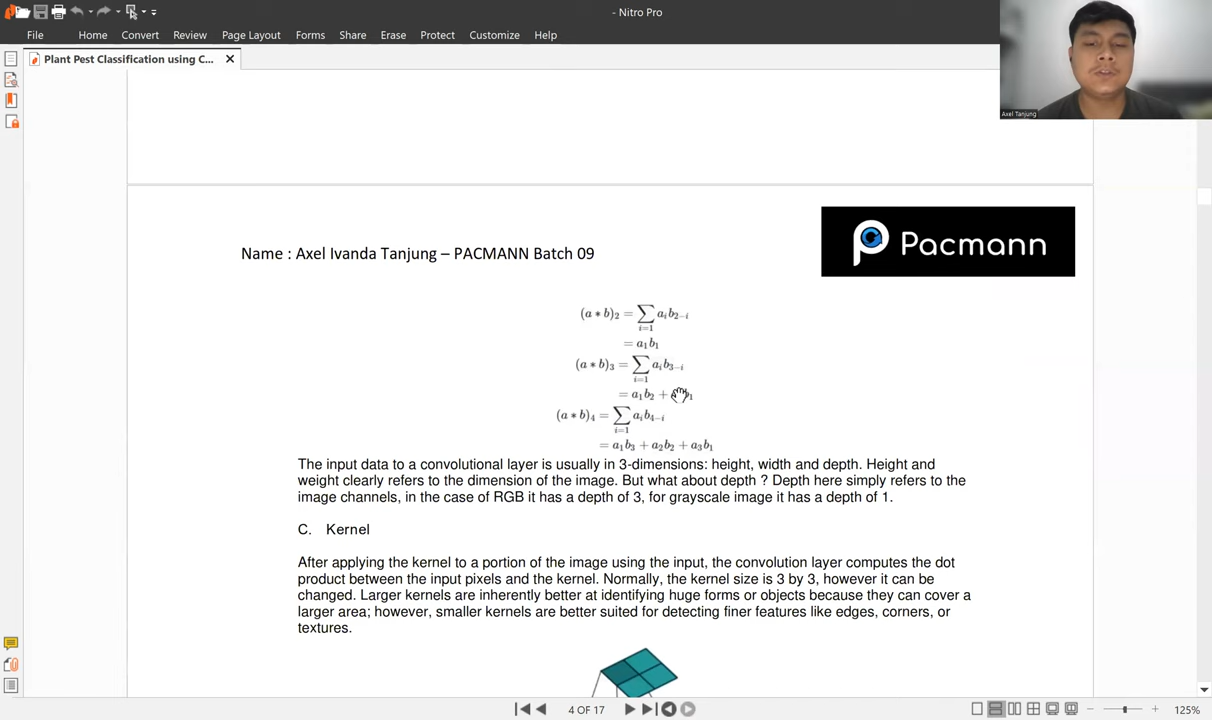 - Nitro Pro
File Home Convert Review Page Layout Forms Share Erase Protect Customize Help
Plant Pest Classification using C...
Axel Tanjung
Pacmann
Name : Axel Ivanda Tanjung – PACMANN Batch 09
(a ∗ b)₂ = ∑ aᵢb₂₋ᵢ
i=1
= a₁b₁
(a ∗ b)₃ = ∑ aᵢb₃₋ᵢ
i=1
= a₁b₂ + b₁
(a ∗ b)₄ = ∑ aᵢb₄₋ᵢ
i=1
= a₁b₃ + a₂b₂ + a₃b₁
The input data to a convolutional layer is usually in 3-dimensions: height, width and depth. Height and
weight clearly refers to the dimension of the image. But what about depth ? Depth here simply refers to the
image channels, in the case of RGB it has a depth of 3, for grayscale image it has a depth of 1.
C. Kernel
After applying the kernel to a portion of the image using the input, the convolution layer computes the dot
product between the input pixels and the kernel. Normally, the kernel size is 3 by 3, however it can be
changed. Larger kernels are inherently better at identifying huge forms or objects because they can cover a
larger area; however, smaller kernels are better suited for detecting finer features like edges, corners, or
textures.
4 OF 17
125%